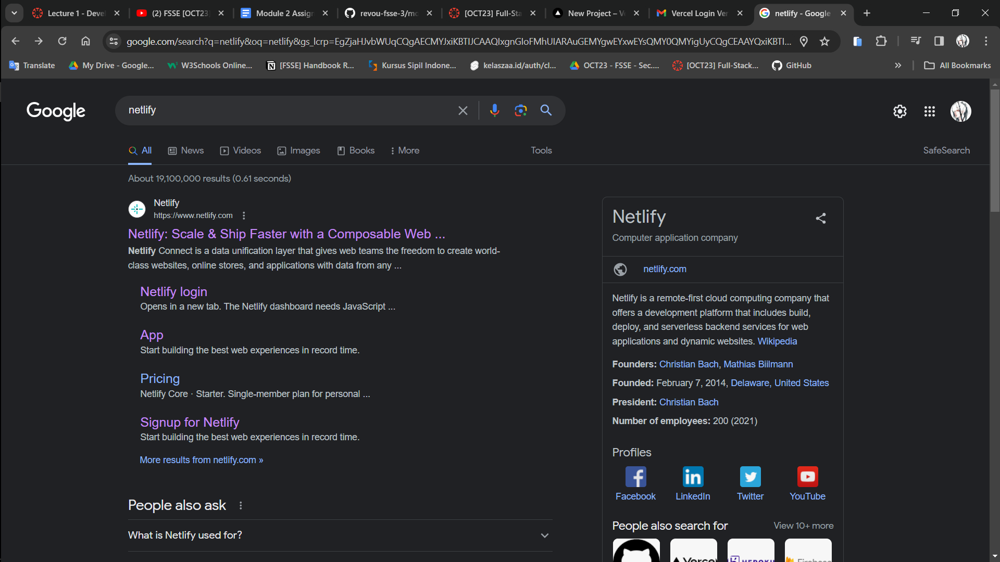 Lecture 1 - Deve
(2) FSSE [OCT23]
Module 2 Assign
revou-fsse-3/mo
[OCT23] Full-Sta
New Project – V
Vercel Login Ver
netlify - Google
google.com/search?q=netlify&oq=netlify&gs_lcrp=EgZjaHJvbWUqCQgAECMYJxiKBTIJCAAQIxgnGIoFMhUIARAuGEMYgwEYxwEYsQMY0QMYigUyCQgCEAAYQxiKBTI...
Translate
My Drive - Google...
W3Schools Online...
[FSSE] Handbook R...
Kursus Sipil Indone...
kelaszaa.id/auth/cl...
OCT23 - FSSE - Sec....
[OCT23] Full-Stack...
GitHub
All Bookmarks
Google
netlify
All
News
Videos
Images
Books
More
Tools
SafeSearch
About 19,100,000 results (0.61 seconds)
Netlify
https://www.netlify.com
Netlify: Scale & Ship Faster with a Composable Web ...
Netlify Connect is a data unification layer that gives web teams the freedom to create world-
class websites, online stores, and applications with data from any ...
Netlify login
Opens in a new tab. The Netlify dashboard needs JavaScript ...
App
Start building the best web experiences in record time.
Pricing
Netlify Core · Starter. Single-member plan for personal ...
Signup for Netlify
Start building the best web experiences in record time.
More results from netlify.com »
People also ask
What is Netlify used for?
Netlify
Computer application company
netlify.com
Netlify is a remote-first cloud computing company that
offers a development platform that includes build,
deploy, and serverless backend services for web
applications and dynamic websites. Wikipedia
Founders: Christian Bach, Mathias Biilmann
Founded: February 7, 2014, Delaware, United States
President: Christian Bach
Number of employees: 200 (2021)
Profiles
Facebook
LinkedIn
Twitter
YouTube
People also search for
View 10+ more
Vercel
HEROKU
Firebase